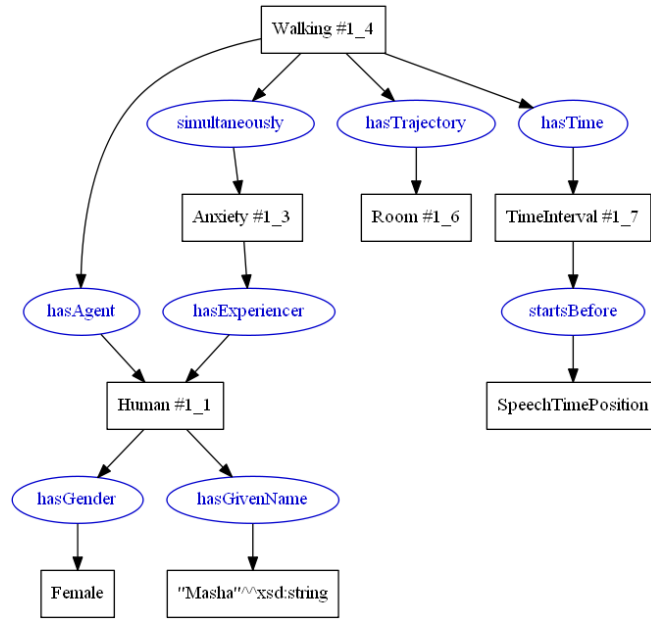 Walking #1_4
simultaneously
hasTrajectory
hasTime
Anxiety #1_3
Room #1_6
TimeInterval #1_7
hasAgent
hasExperiencer
startsBefore
Human #1_1
SpeechTimePosition
hasGender
hasGivenName
Female
"Masha"^^xsd:string